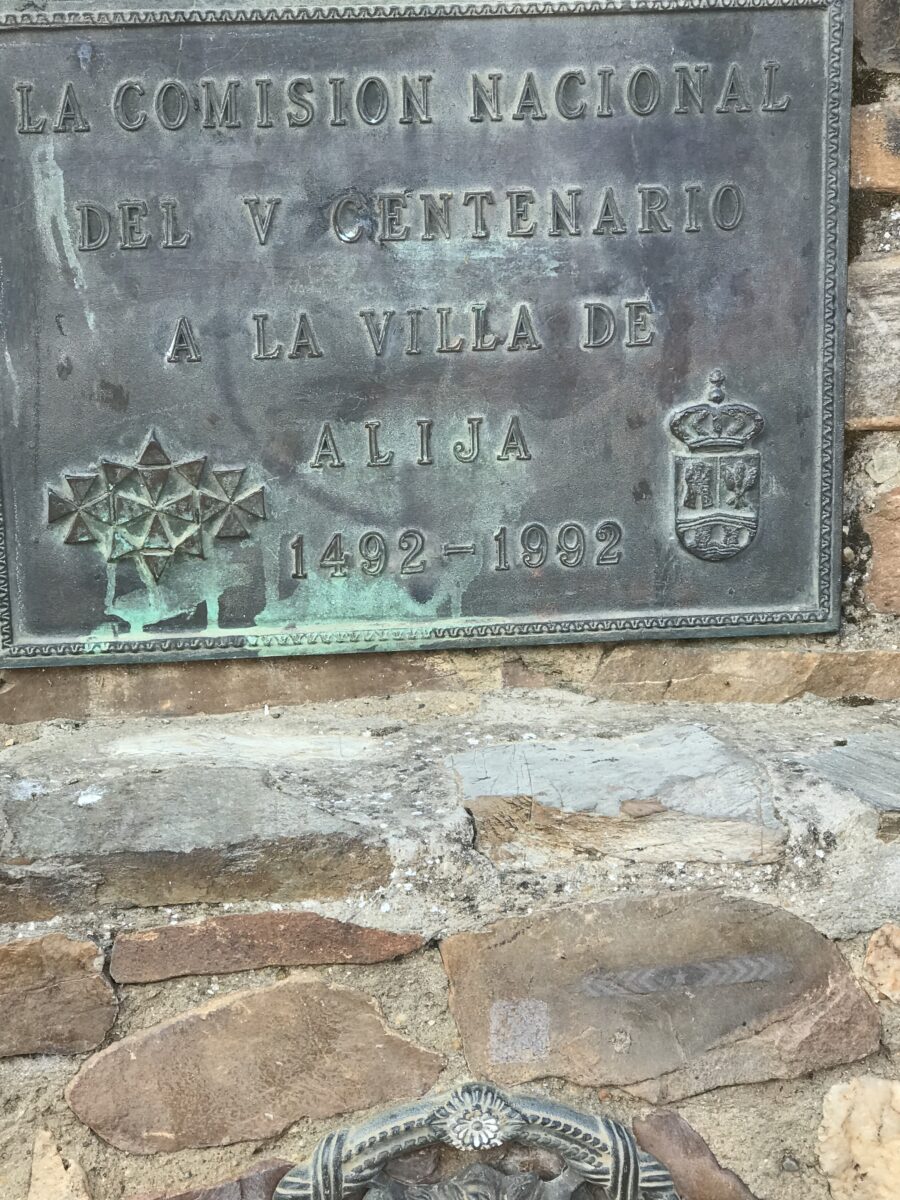 LA COMISION NACIONAL
DEL V CENTENARIO
A LA VILLA DE
ALIJA
1492-1992